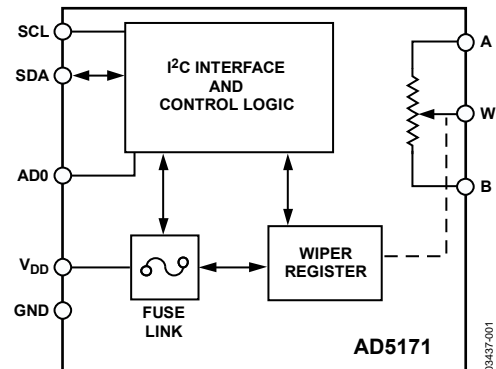 SCL
SDA
AD0
VDD
GND
I2C INTERFACE
AND
CONTROL LOGIC
FUSE
LINK
WIPER
REGISTER
A
W
B
AD5171
03437-001